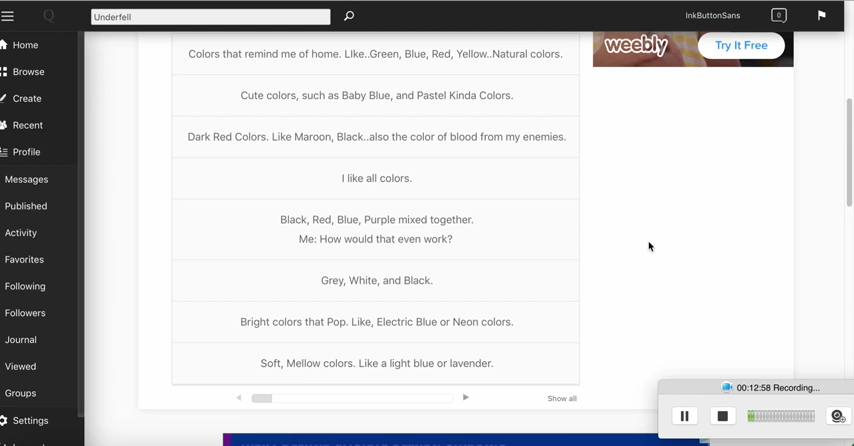 Q
Underfell
InkButtonSans
0
Home
Browse
Create
Recent
Profile
Messages
Published
Activity
Favorites
Following
Followers
Journal
Viewed
Groups
Settings
Colors that remind me of home. LIke..Green, Blue, Red, Yellow..Natural colors.
Cute colors, such as Baby Blue, and Pastel Kinda Colors.
Dark Red Colors. Like Maroon, Black..also the color of blood from my enemies.
I like all colors.
Black, Red, Blue, Purple mixed together.
Me: How would that even work?
Grey, White, and Black.
Bright colors that Pop. Like, Electric Blue or Neon colors.
Soft, Mellow colors. Like a light blue or lavender.
Show all
weebly
Try It Free
00:12:58 Recording...